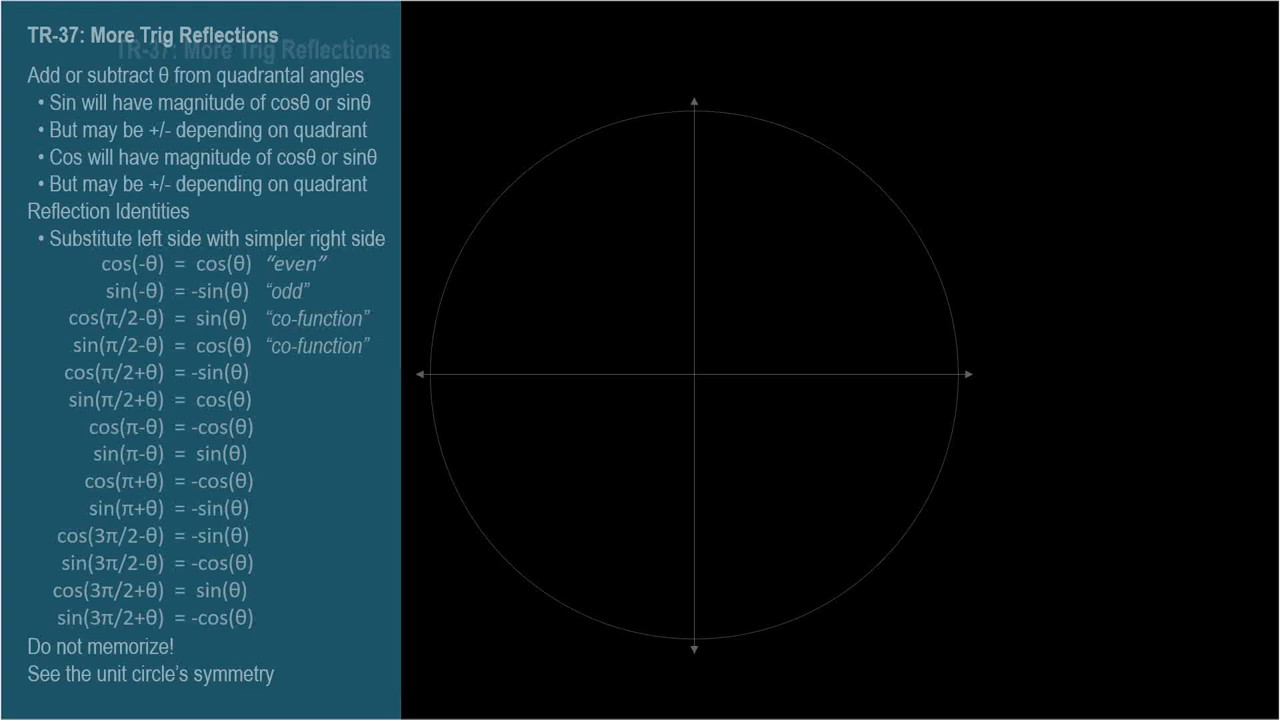 TR-37: More Trig Reflections
TR-37: More Trig Reflections
Add or subtract θ from quadrantal angles
• Sin will have magnitude of cosθ or sinθ
• But may be +/- depending on quadrant
• Cos will have magnitude of cosθ or sinθ
• But may be +/- depending on quadrant
Reflection Identities
• Substitute left side with simpler right side
cos(-θ) = cos(θ) “even”
sin(-θ) = -sin(θ) “odd”
cos(π/2-θ) = sin(θ) “co-function”
sin(π/2-θ) = cos(θ) “co-function”
cos(π/2+θ) = -sin(θ)
sin(π/2+θ) = cos(θ)
cos(π-θ) = -cos(θ)
sin(π-θ) = sin(θ)
cos(π+θ) = -cos(θ)
sin(π+θ) = -sin(θ)
cos(3π/2-θ) = -sin(θ)
sin(3π/2-θ) = -cos(θ)
cos(3π/2+θ) = sin(θ)
sin(3π/2+θ) = -cos(θ)
Do not memorize!
See the unit circle’s symmetry